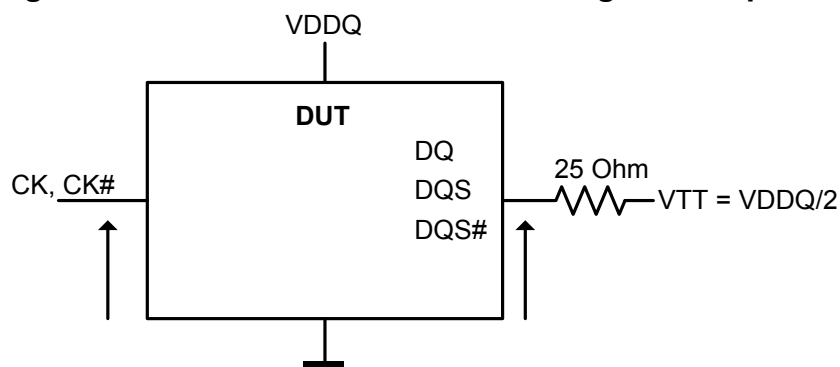 VDDQ
DUT
DQ
CK, CK#
DQS
25 Ohm
VTT = VDDQ/2
DQS#